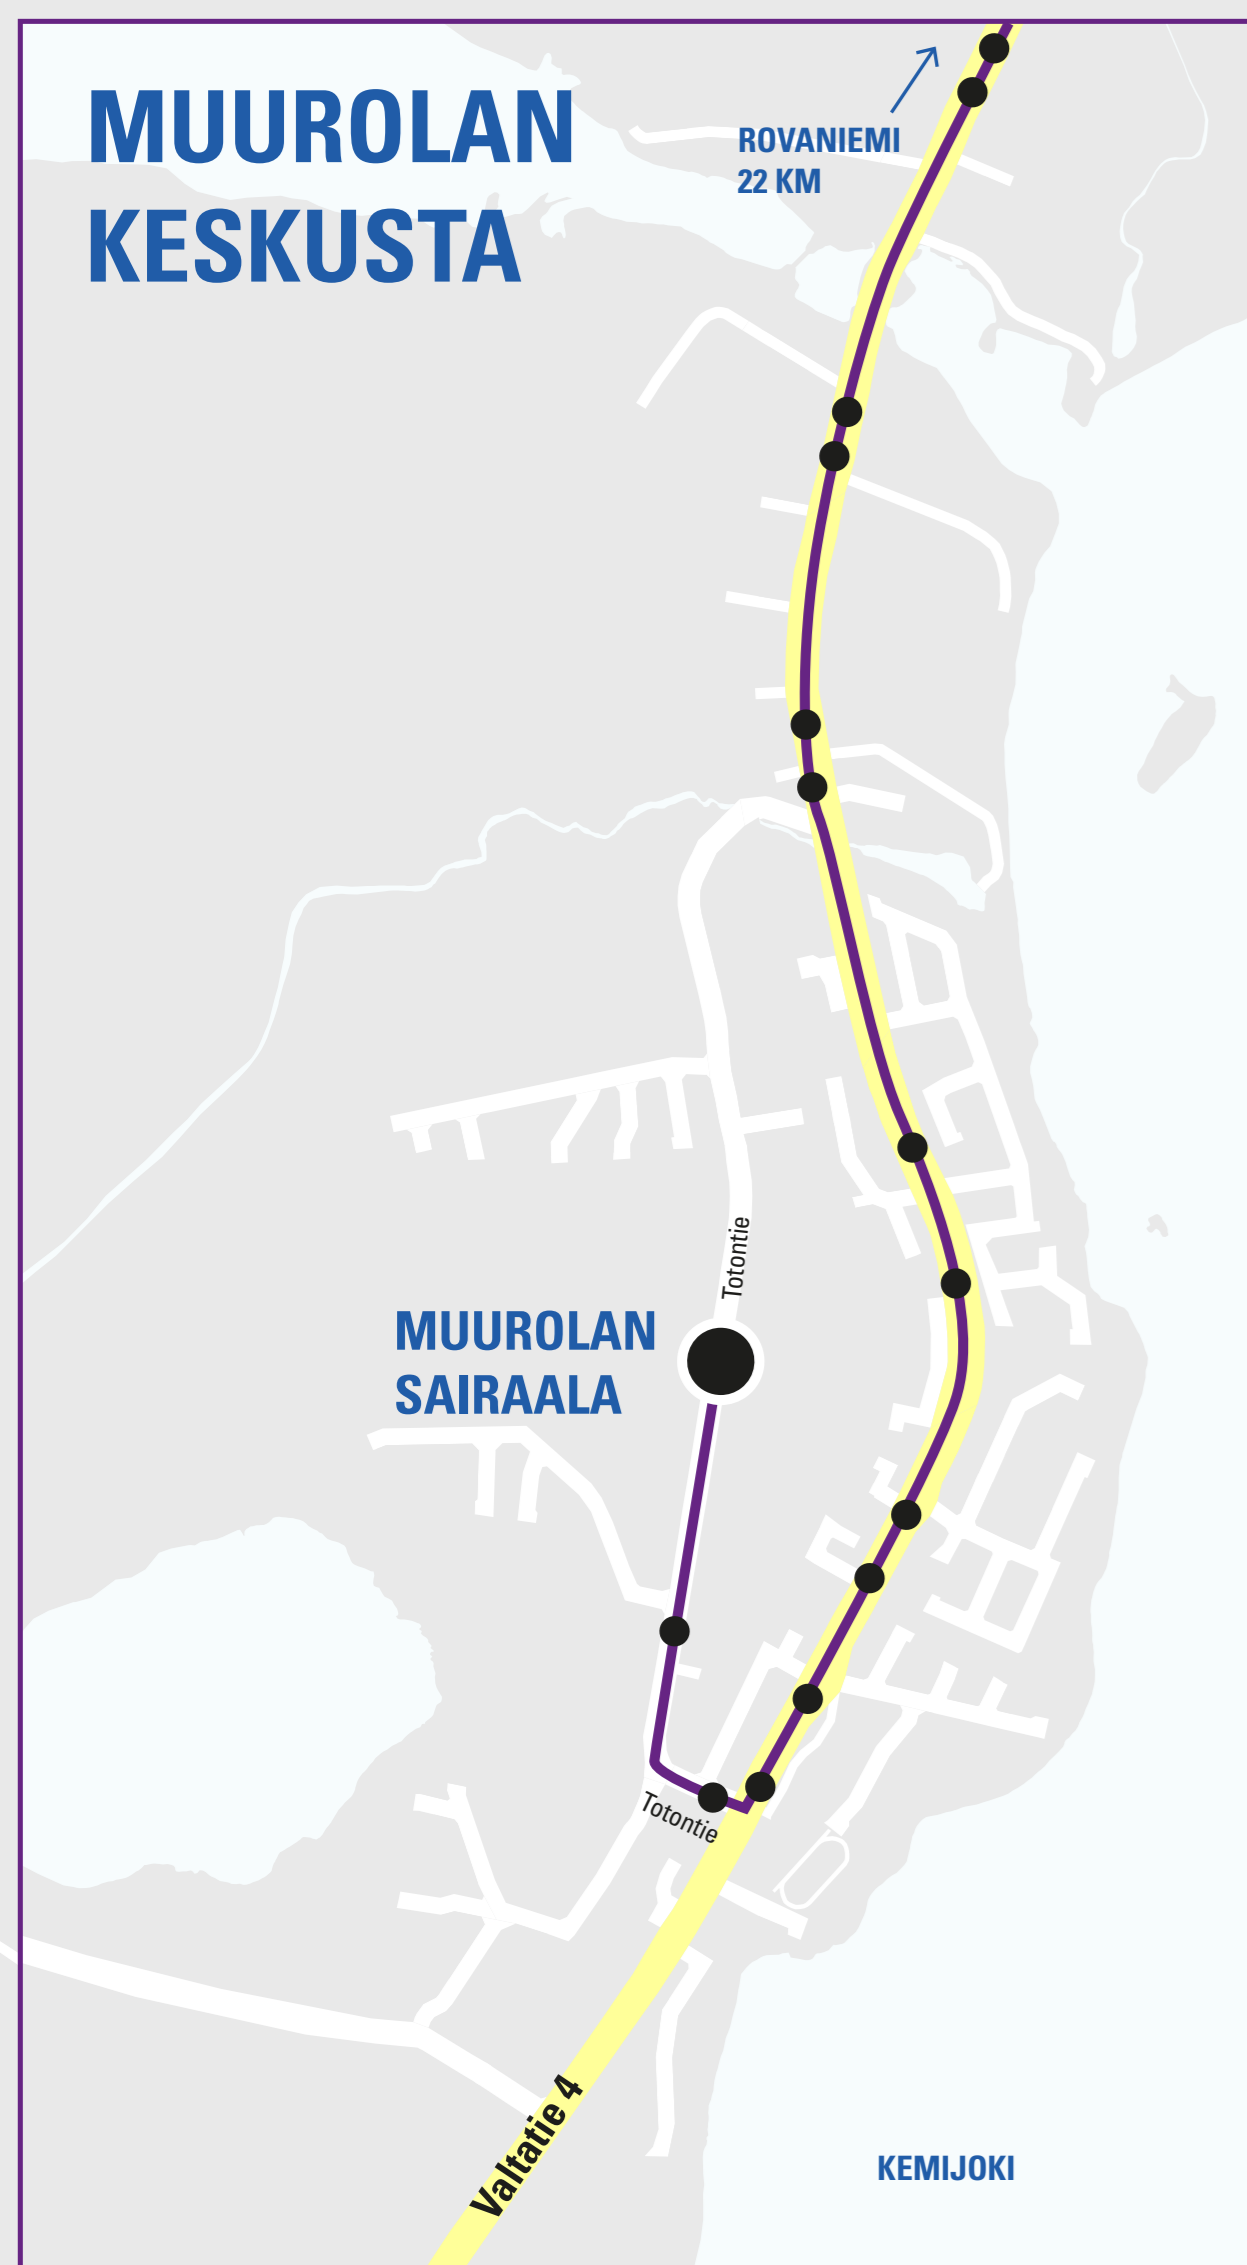 MUUROLAN
KESKUSTA
ROVANIEMI
22 KM
Totontie
MUUROLAN
SAIRAALA
Totontie
Valtatie 4
KEMIJOKI